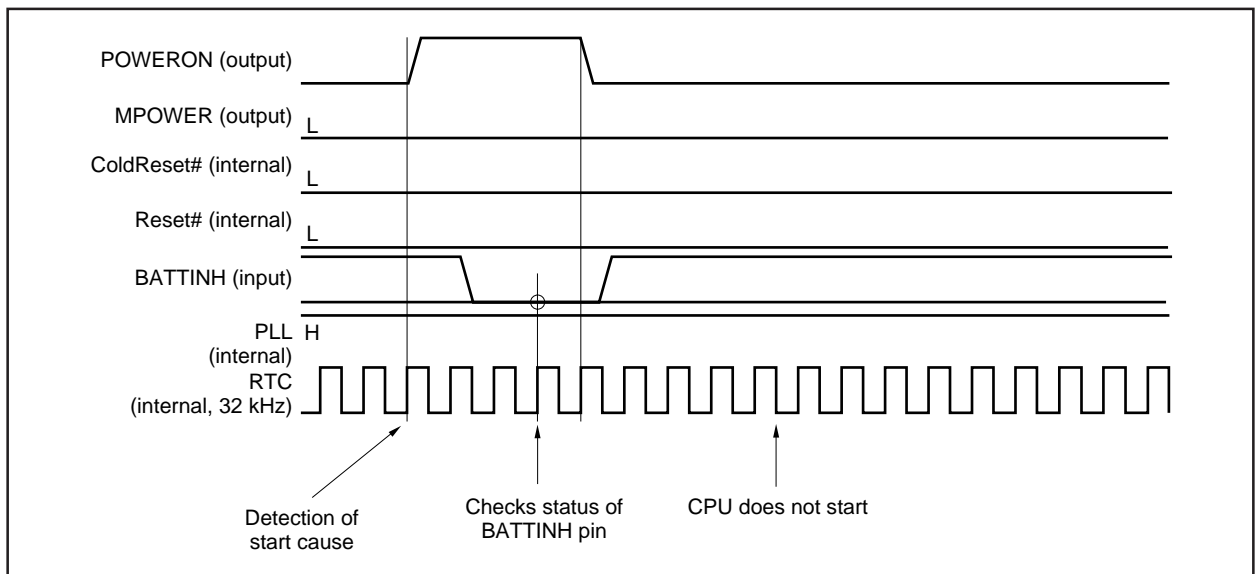 POWERON (output)
MPOWER (output)
L
ColdReset# (internal)
L
Reset# (internal)
L
BATTINH (input)
PLL H
(internal)
RTC
(internal, 32 kHz)
Detection of
start cause
Checks status of
BATTINH pin
CPU does not start